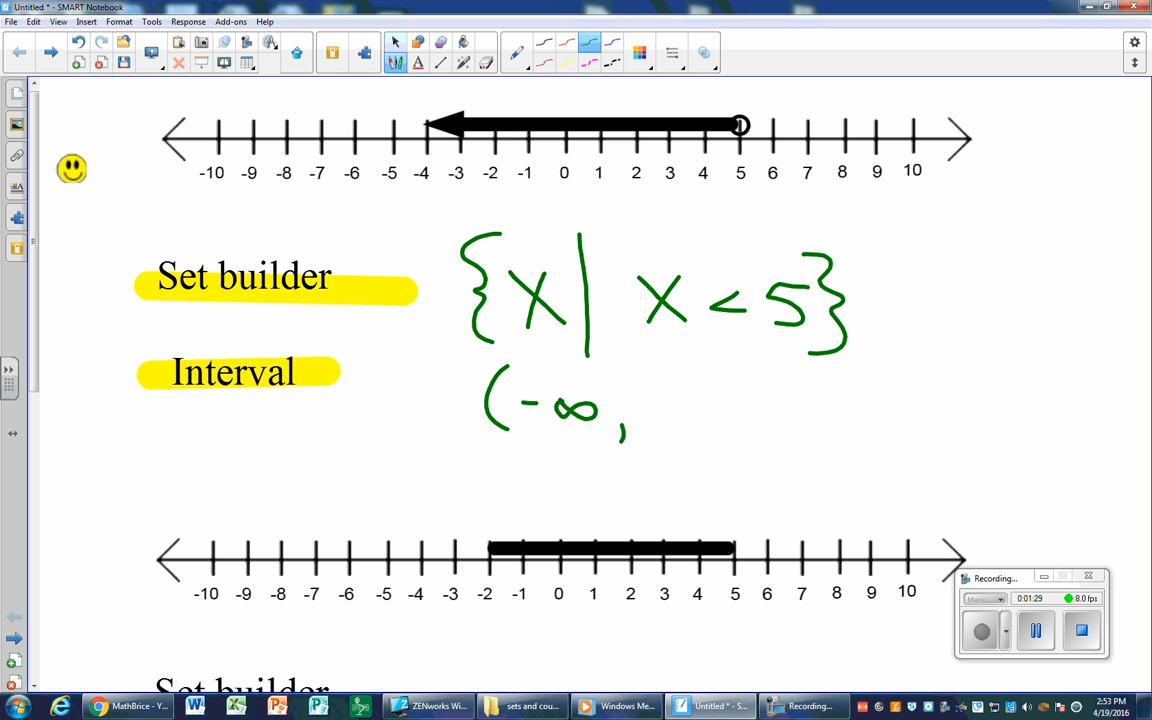 Untitled * - SMART Notebook
File Edit View Insert Format Tools Response Add-ons Help
-10 -9 -8 -7 -6 -5 -4 -3 -2 -1 0 1 2 3 4 5 6 7 8 9 10
Set builder {X| X < 5}
Interval (-∞,
-10 -9 -8 -7 -6 -5 -4 -3 -2 -1 0 1 2 3 4 5 6 7 8 9 10
Recording...
Menu 0:01:29 8.0 fps
Set builder
MathBrice - Y... ZENworks Wi... sets and cou... Windows Me... Untitled * - S... Recording...
2:53 PM
4/19/2016